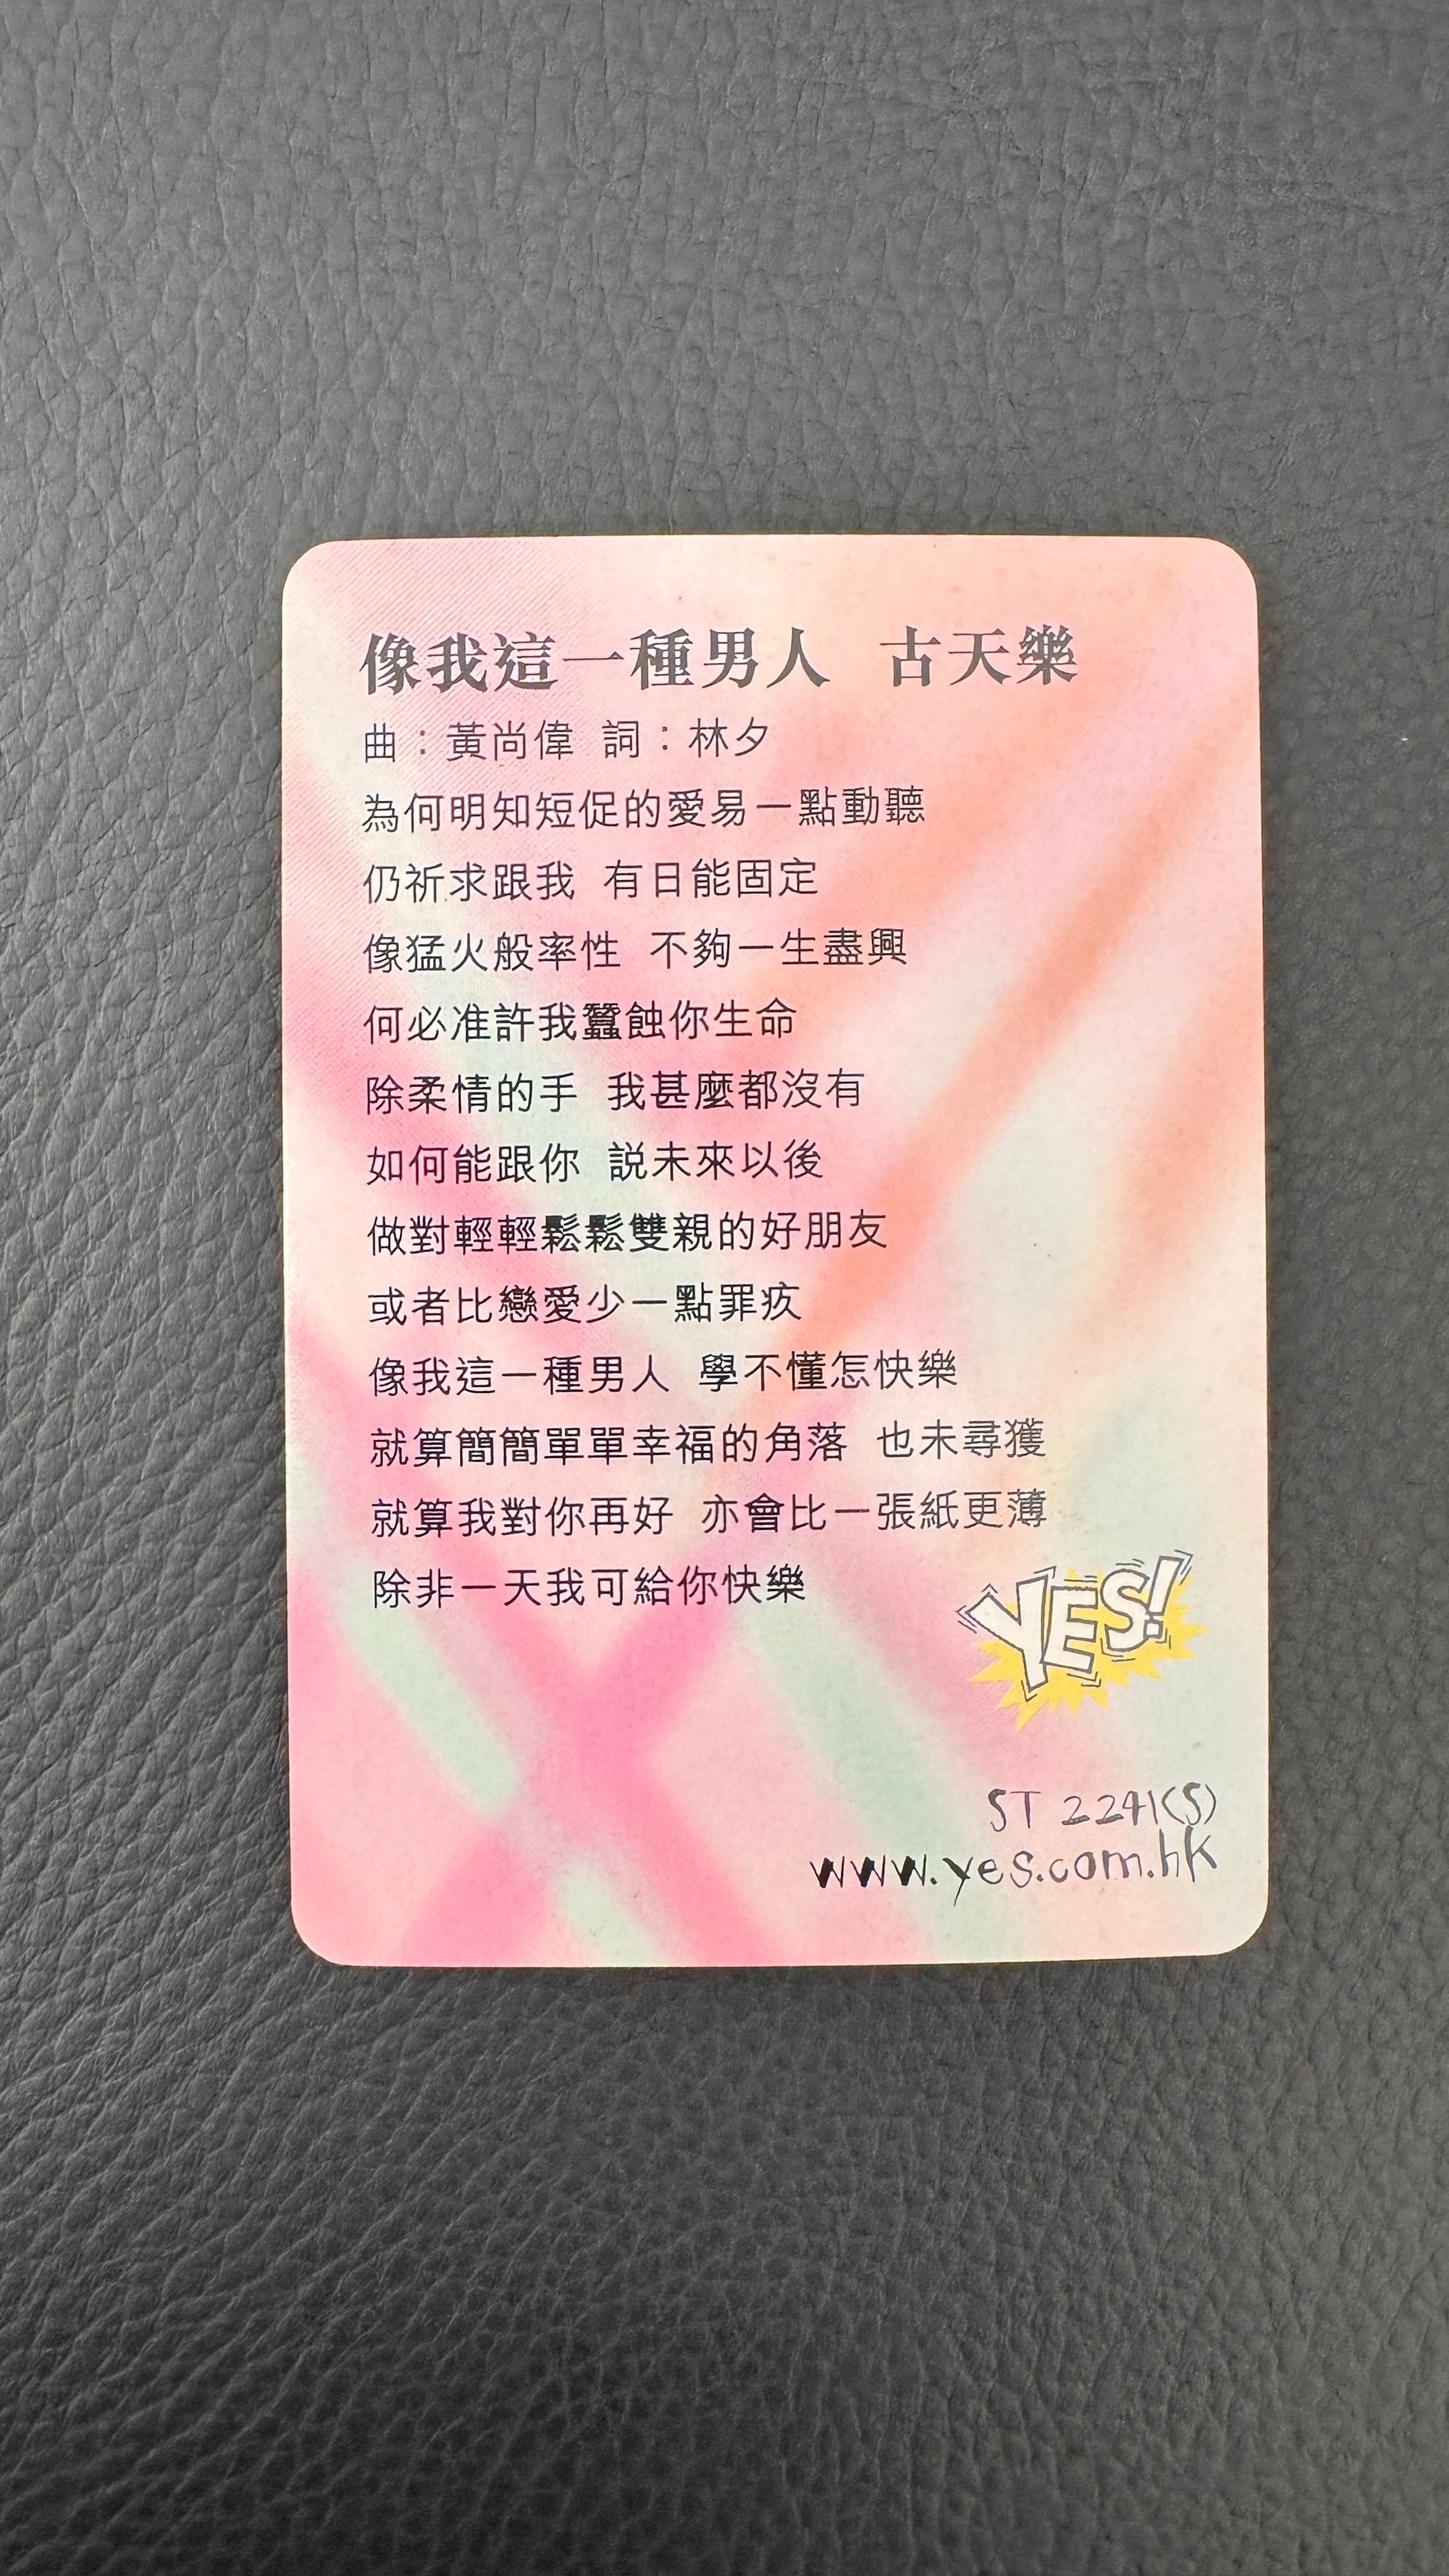 像我這一種男人 古天樂
曲：黃尚偉 詞：林夕
為何明知短促的愛易一點動聽
仍祈求跟我 有日能固定
像猛火般率性 不夠一生盡興
何必准許我蠶蝕你生命
除柔情的手 我甚麼都沒有
如何能跟你 説未來以後
做對輕輕鬆鬆雙親的好朋友
或者比戀愛少一點罪疚
像我這一種男人 學不懂怎快樂
就算簡簡單單幸福的角落 也未尋獲
就算我對你再好 亦會比一張紙更薄
除非一天我可給你快樂
YES!
ST 2241(S)
www.yes.com.hk